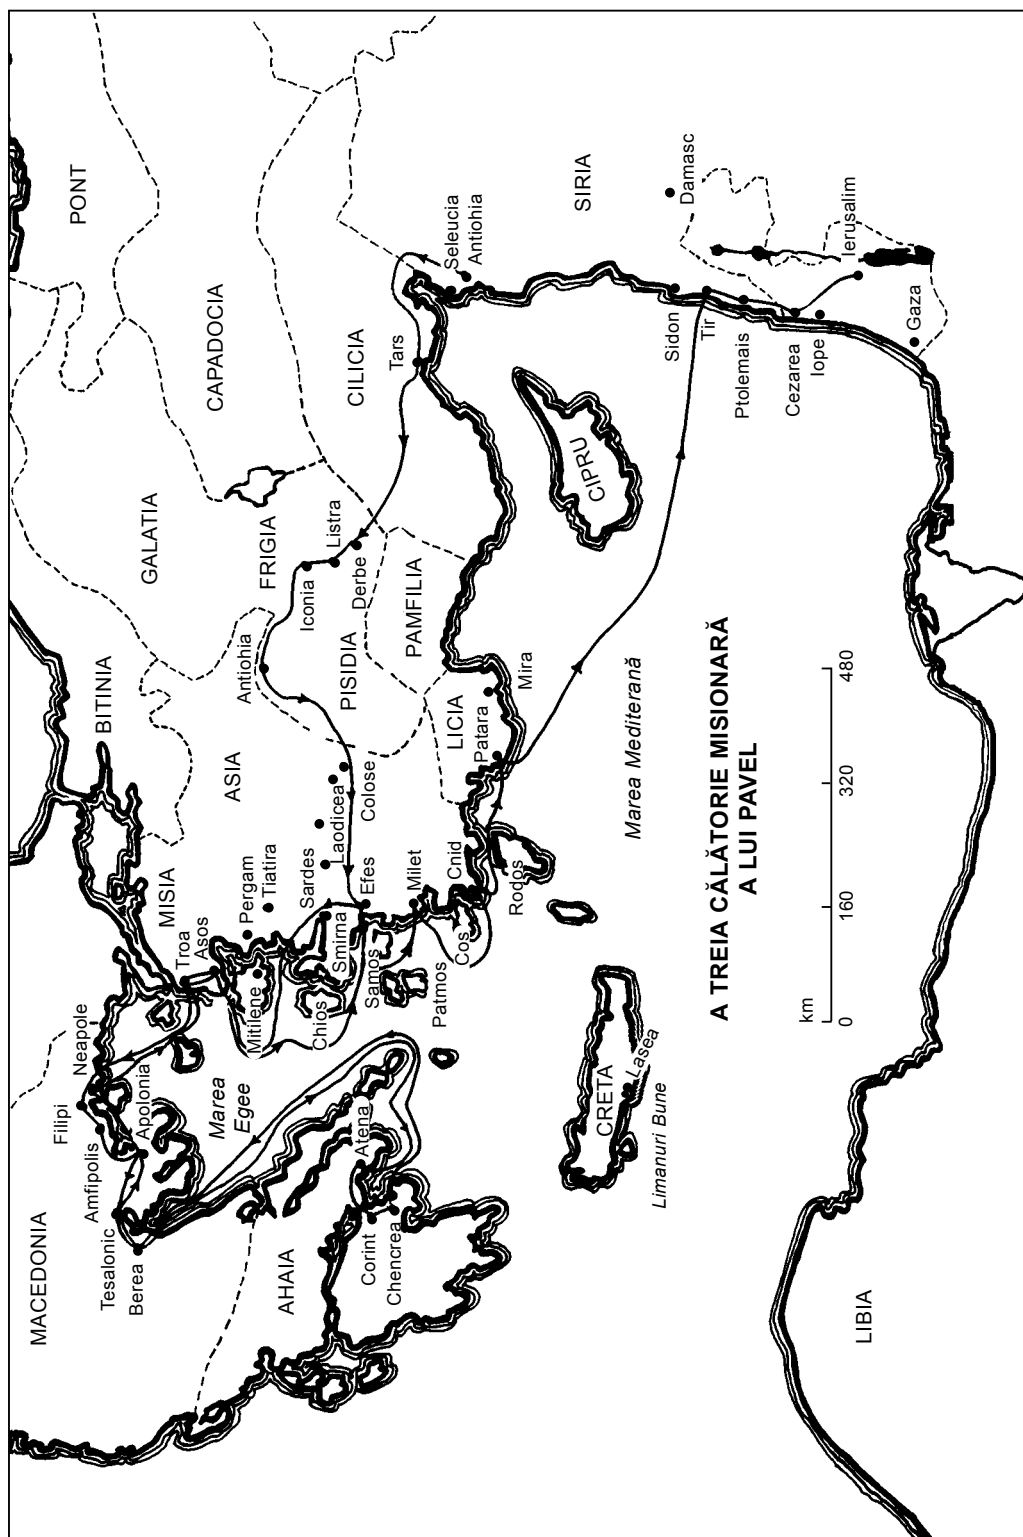 A TREIA CĂLĂTORIE MISIONARĂ
A LUI PAVEL
km
0
160
320
480
MACEDONIA
Filipi
Neapole
Amfipolis
Apolonia
Tesalonic
Berea
Marea
Egee
AHAIA
Atena
Corint
Chencrea
BITINIA
PONT
MISIA
Troa
Asos
Pergam
Tiatira
Mitilene
Sardes
Smirna
Chios
Efes
Samos
Milet
Patmos
Cos
Cnid
Rodos
ASIA
Laodicea
Colose
GALATIA
CAPADOCIA
FRIGIA
Antiohia
Iconia
Listra
Derbe
PISIDIA
PAMFILIA
LICIA
Patara
Mira
CILICIA
Tars
Seleucia
Antiohia
SIRIA
Damasc
Sidon
Tir
Ptolemais
Cezarea
Iope
Ierusalim
Gaza
CIPRU
Marea Mediterană
CRETA
Lasea
Limanuri Bune
LIBIA